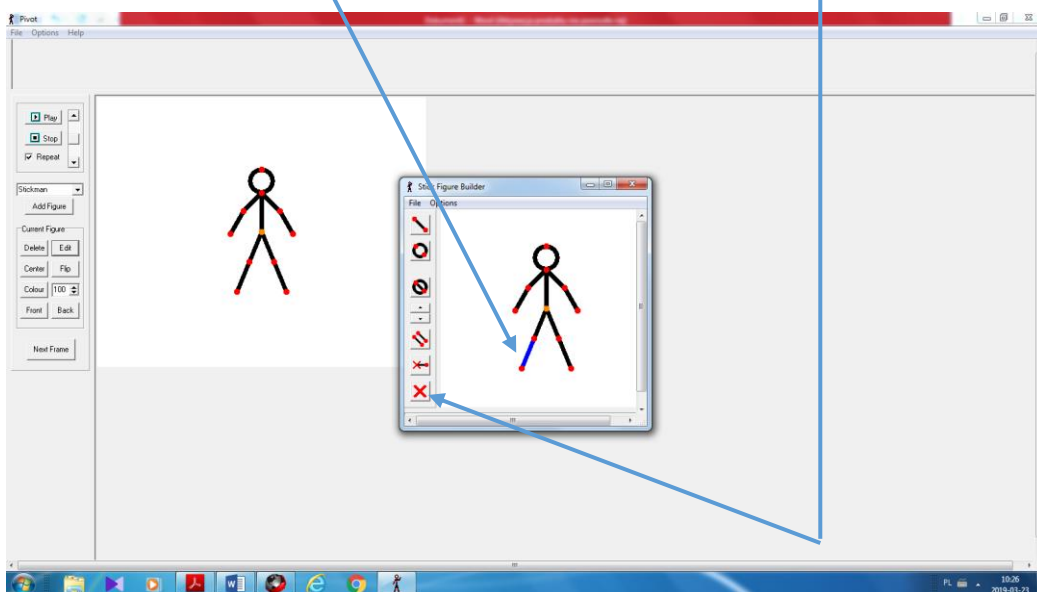 Pivot
File Options Help
Play
Stop
Repeat
Stickman
Add Figure
Current Figure
Delete Edit
Center Flip
Colour 100
Front Back
Next Frame
Stick Figure Builder
File Options
W
PL
10:26
2019-03-23